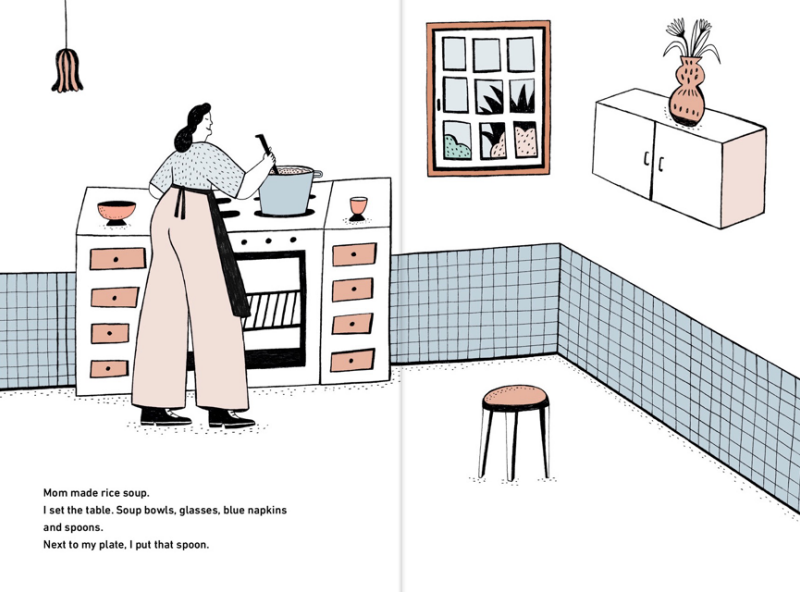 Mom made rice soup.
I set the table. Soup bowls, glasses, blue napkins
and spoons.
Next to my plate, I put that spoon.